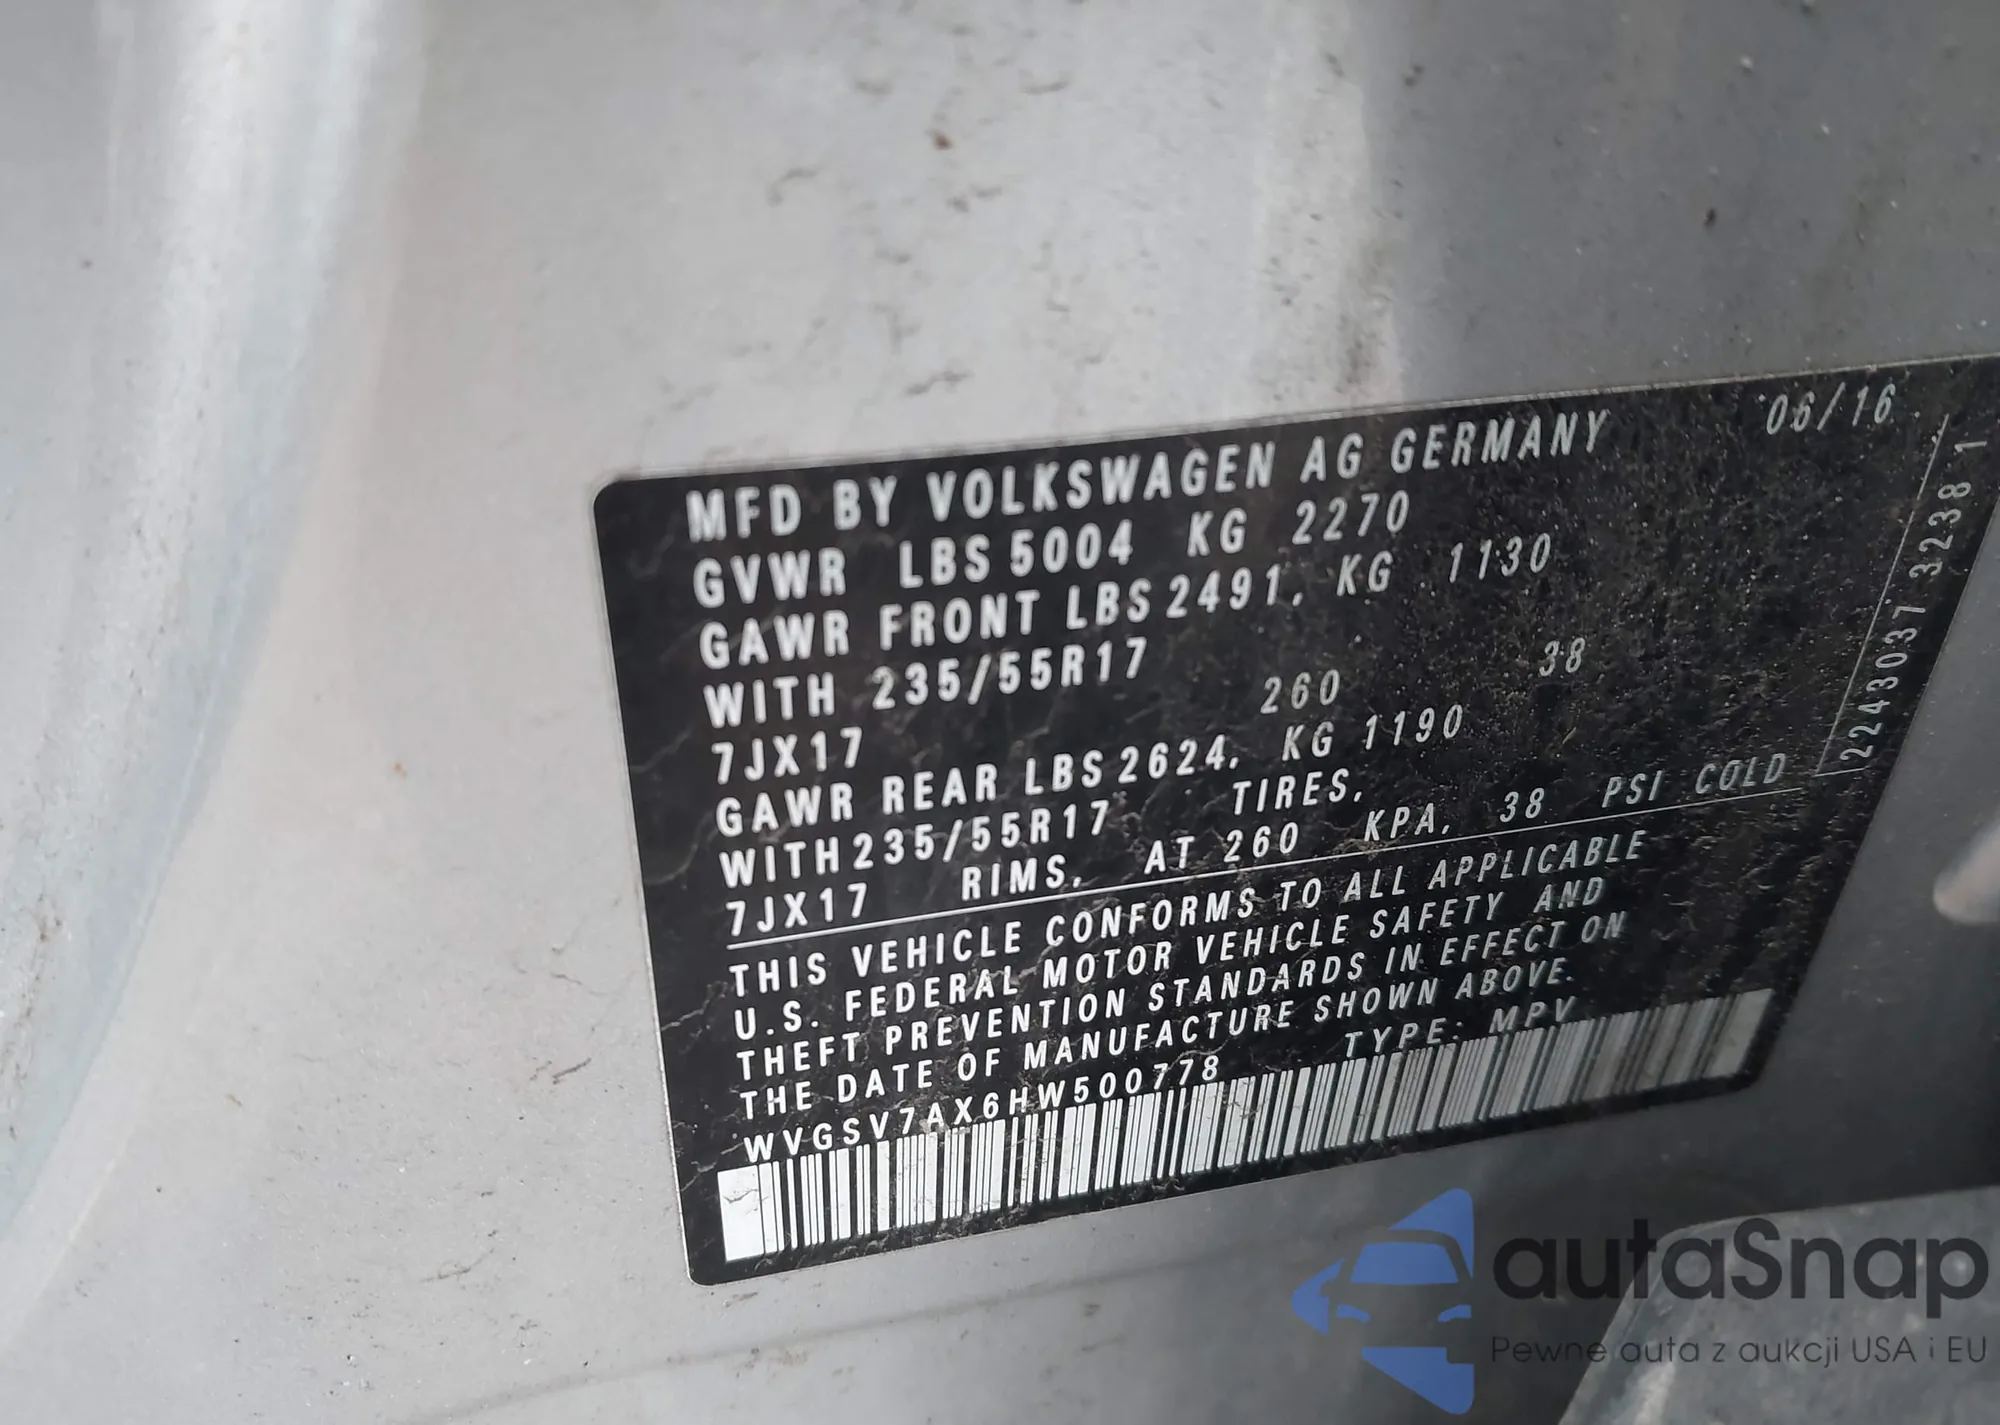 MFD BY VOLKSWAGEN AG GERMANY 06/16
GVWR LBS 5004 KG 2270
GAWR FRONT LBS 2491, KG 1130
WITH 235/55R17
7JX17 260 38
GAWR REAR LBS 2624, KG 1190
WITH 235/55R17 TIRES,
7JX17 RIMS, AT 260 KPA, 38 PSI COLD
THIS VEHICLE CONFORMS TO ALL APPLICABLE
U.S. FEDERAL MOTOR VEHICLE SAFETY AND
THEFT PREVENTION STANDARDS IN EFFECT ON
THE DATE OF MANUFACTURE SHOWN ABOVE.
WVGSV7AX6HW500778 TYPE: MPV
2243037 3238 1
autaSnap
Pewne auta z aukcji USA i EU